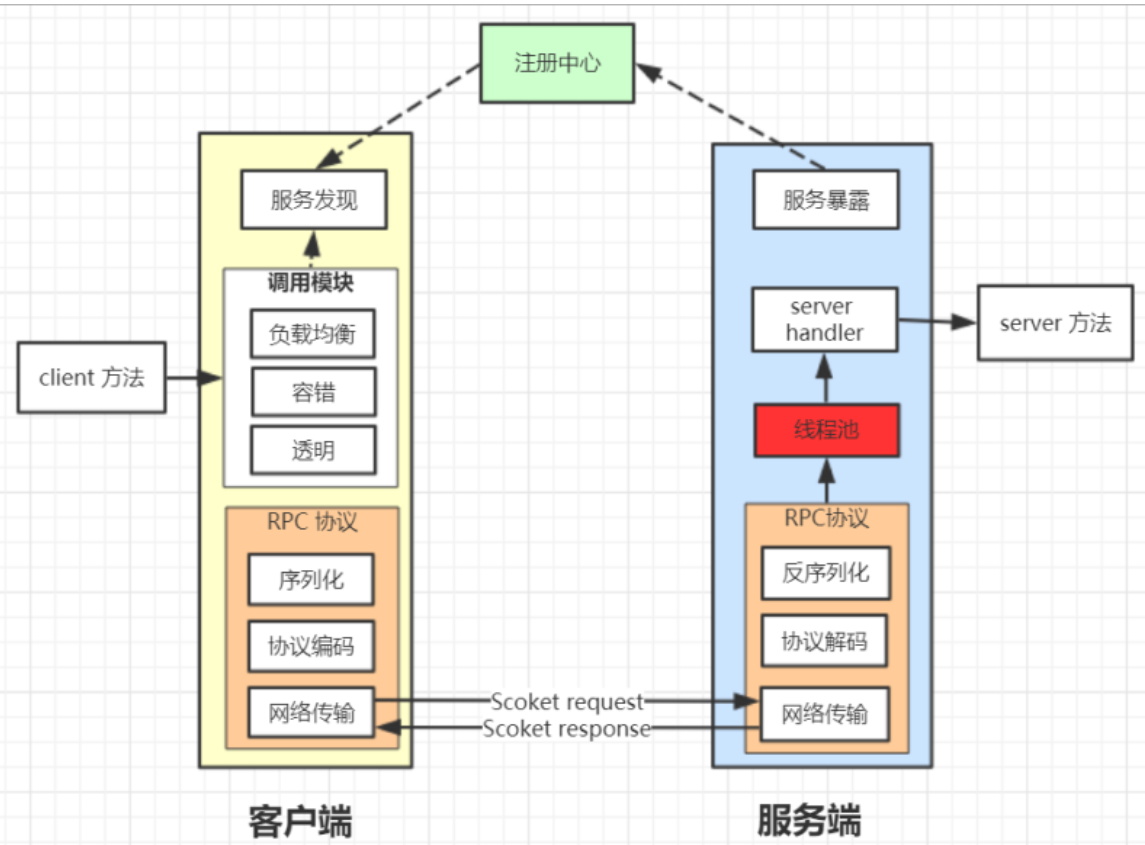 注册中心
服务发现
调用模块
负载均衡
容错
透明
client 方法
RPC 协议
序列化
协议编码
网络传输
Scoket request
Scoket response
服务暴露
server
handler
server 方法
线程池
RPC协议
反序列化
协议解码
网络传输
客户端
服务端